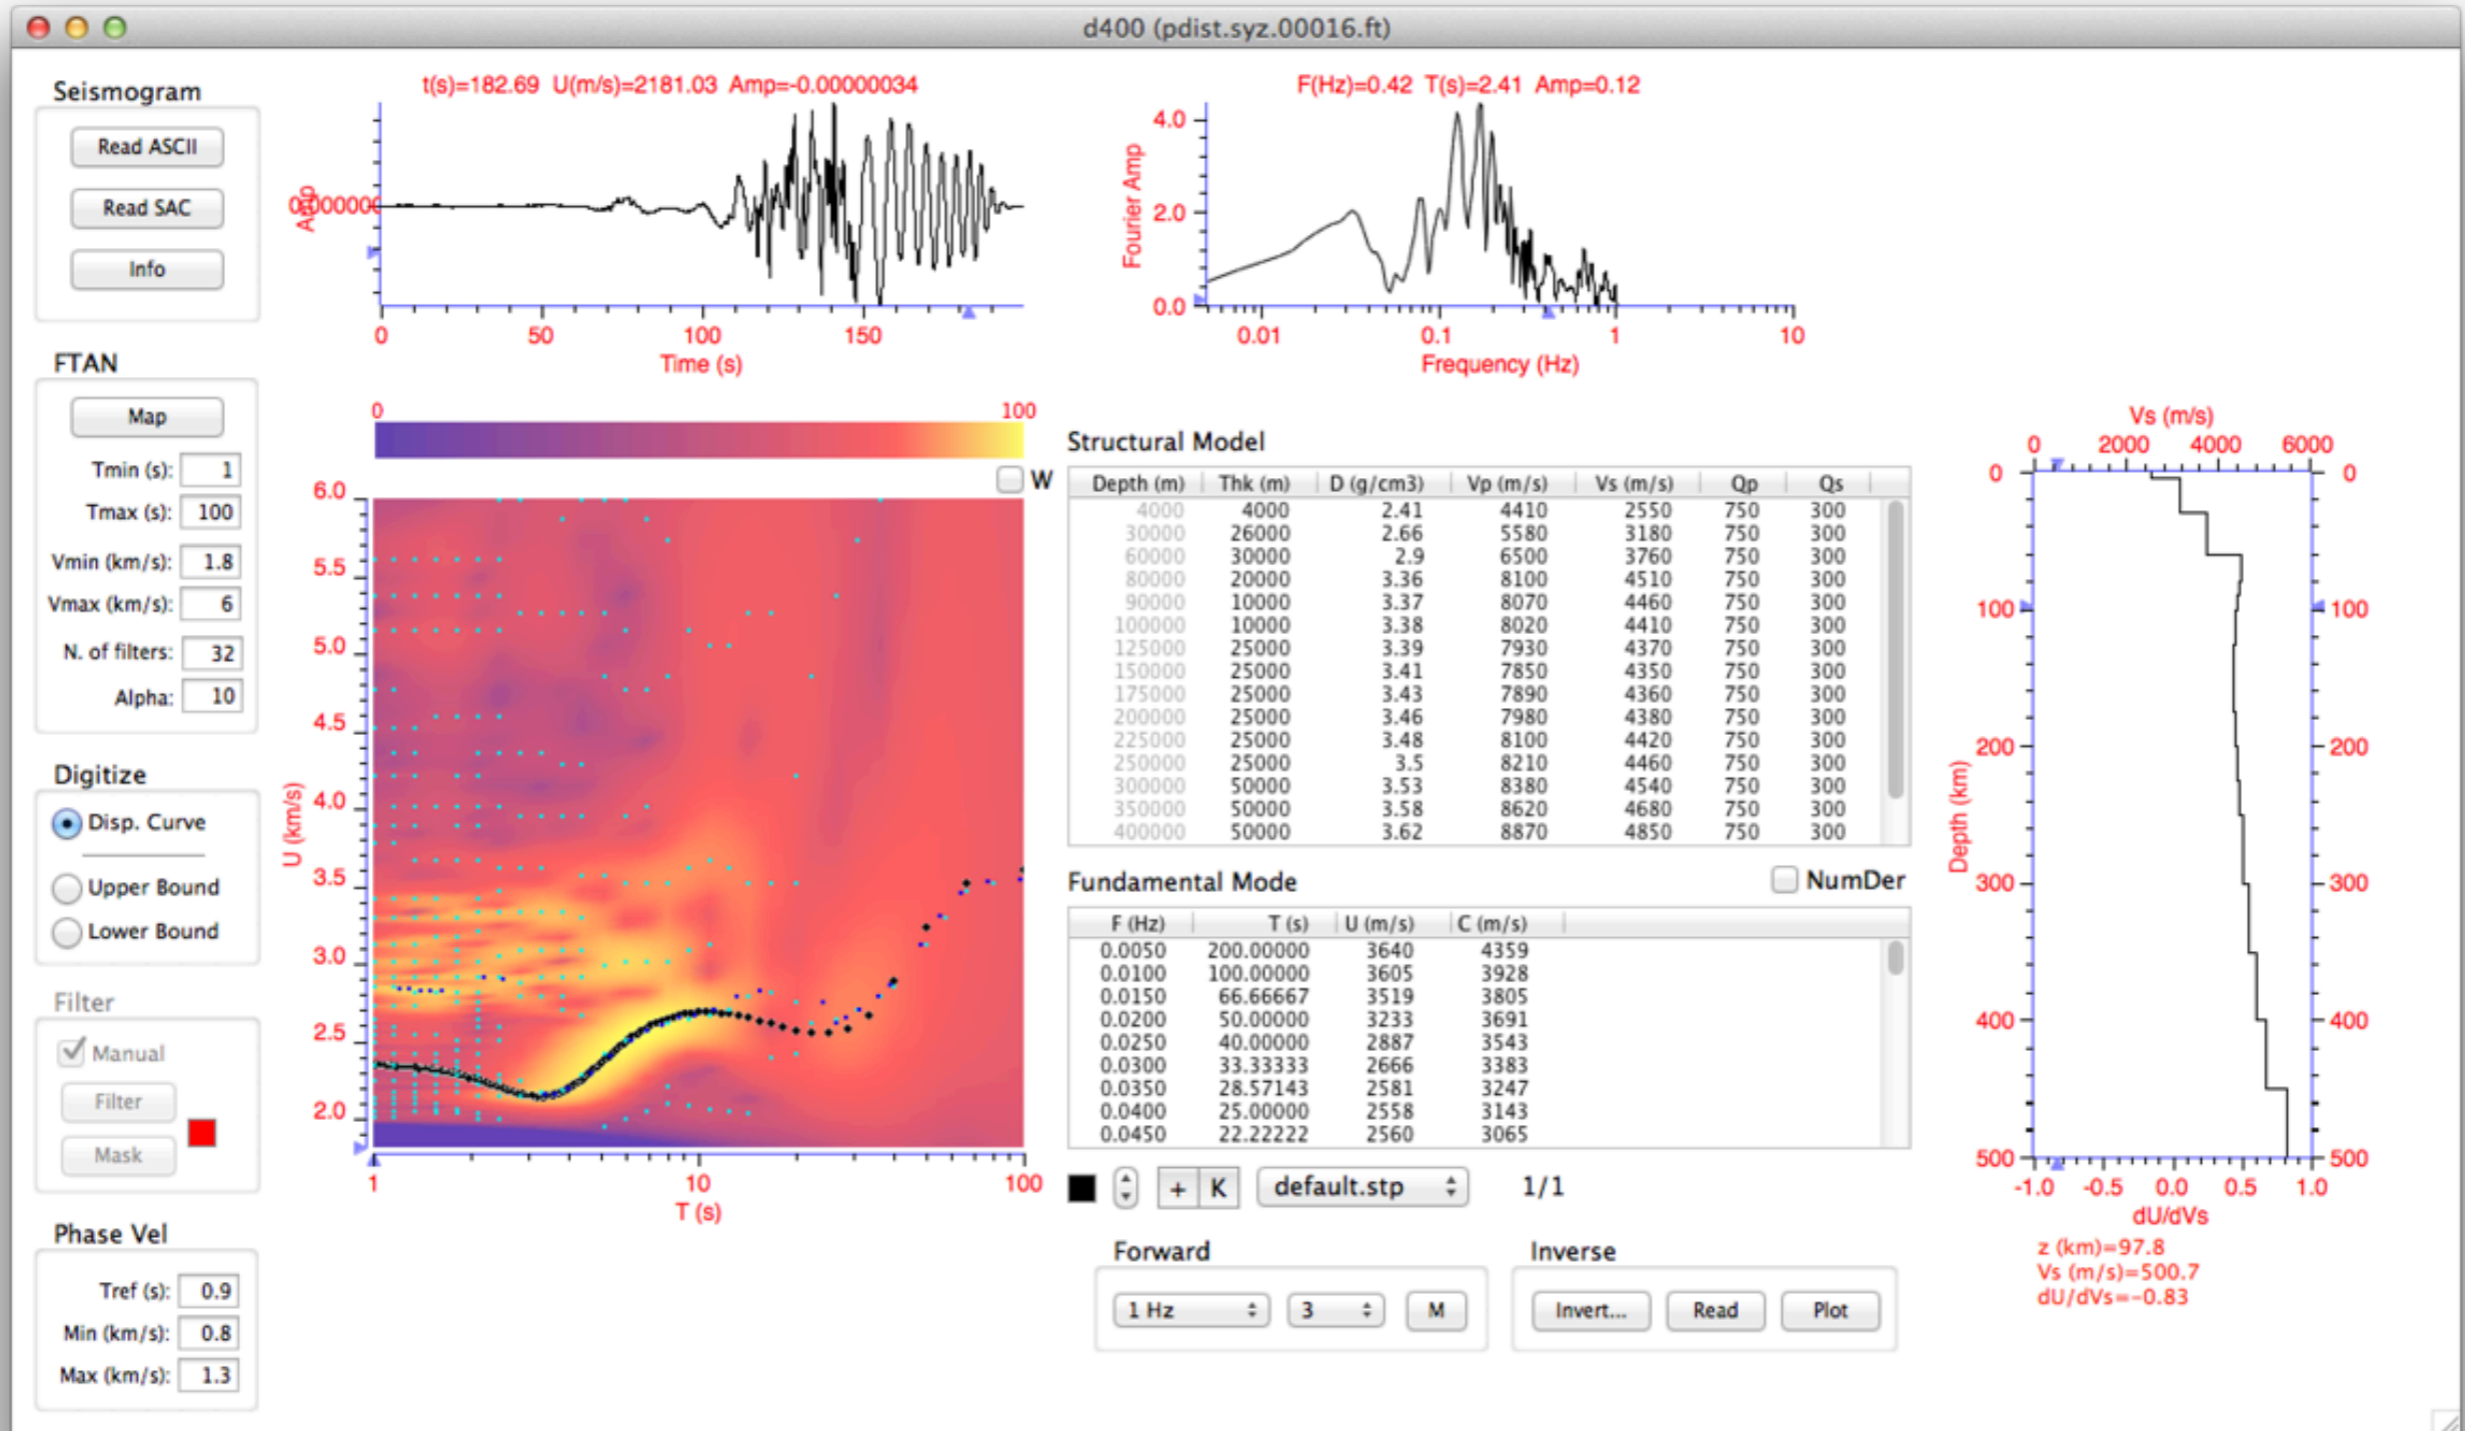 d400 (pdist.syz.00016.ft)
Seismogram
Read ASCII
Read SAC
Info
t(s)=182.69 U(m/s)=2181.03 Amp=-0.00000034
Amp
0 50 100 150
Time (s)
F(Hz)=0.42 T(s)=2.41 Amp=0.12
Fourier Amp
4.0
2.0
0.0
0.01 0.1 1 10
Frequency (Hz)
FTAN
Map
Tmin (s): 1
Tmax (s): 100
Vmin (km/s): 1.8
Vmax (km/s): 6
N. of filters: 32
Alpha: 10
Digitize
Disp. Curve
Upper Bound
Lower Bound
Filter
Manual
Filter
Mask
Phase Vel
Tref (s): 0.9
Min (km/s): 0.8
Max (km/s): 1.3
0 100
W
6.0
5.5
5.0
4.5
4.0
3.5
3.0
2.5
2.0
U (km/s)
1 10 100
T (s)
Structural Model
Depth (m) Thk (m) D (g/cm3) Vp (m/s) Vs (m/s) Qp Qs
4000 4000 2.41 4410 2550 750 300
30000 26000 2.66 5580 3180 750 300
60000 30000 2.9 6500 3760 750 300
80000 20000 3.36 8100 4510 750 300
90000 10000 3.37 8070 4460 750 300
100000 10000 3.38 8020 4410 750 300
125000 25000 3.39 7930 4370 750 300
150000 25000 3.41 7850 4350 750 300
175000 25000 3.43 7890 4360 750 300
200000 25000 3.46 7980 4380 750 300
225000 25000 3.48 8100 4420 750 300
250000 25000 3.5 8210 4460 750 300
300000 50000 3.53 8380 4540 750 300
350000 50000 3.58 8620 4680 750 300
400000 50000 3.62 8870 4850 750 300
Fundamental Mode
NumDer
F (Hz) T (s) U (m/s) C (m/s)
0.0050 200.00000 3640 4359
0.0100 100.00000 3605 3928
0.0150 66.66667 3519 3805
0.0200 50.00000 3233 3691
0.0250 40.00000 2887 3543
0.0300 33.33333 2666 3383
0.0350 28.57143 2581 3247
0.0400 25.00000 2558 3143
0.0450 22.22222 2560 3065
+ K default.stp 1/1
Forward
1 Hz 3 M
Inverse
Invert... Read Plot
Vs (m/s)
0 2000 4000 6000
0 0
100 100
200 200
300 300
400 400
500 500
Depth (km)
-1.0 -0.5 0.0 0.5 1.0
dU/dVs
z (km)=97.8
Vs (m/s)=500.7
dU/dVs=-0.83